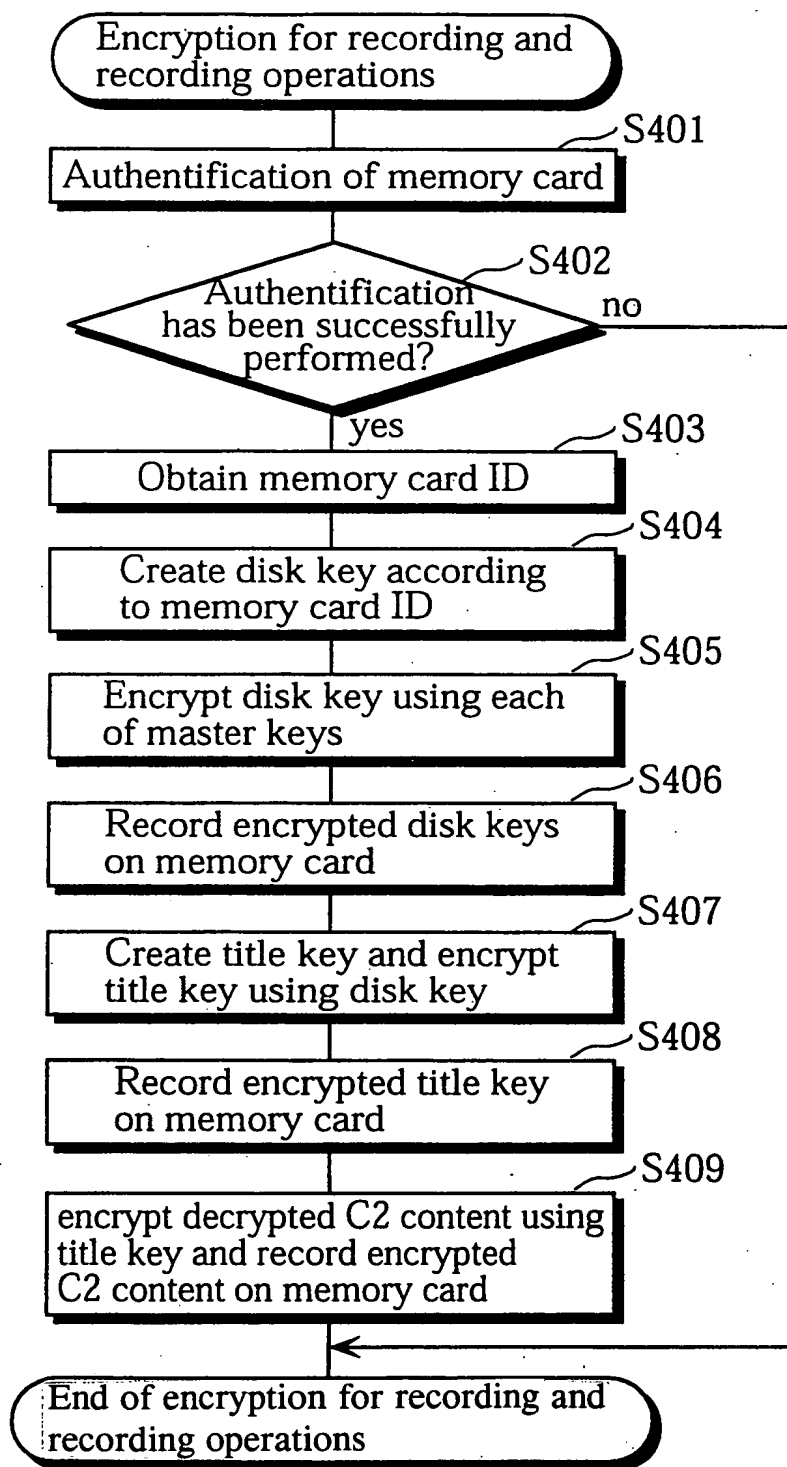 Encryption for recording and
recording operations
S401
Authentification of memory card
S402
Authentification
has been successfully
performed?
no
yes
S403
Obtain memory card ID
S404
Create disk key according
to memory card ID
S405
Encrypt disk key using each
of master keys
S406
Record encrypted disk keys
on memory card
S407
Create title key and encrypt
title key using disk key
S408
Record encrypted title key
on memory card
S409
encrypt decrypted C2 content using
title key and record encrypted
C2 content on memory card
End of encryption for recording and
recording operations